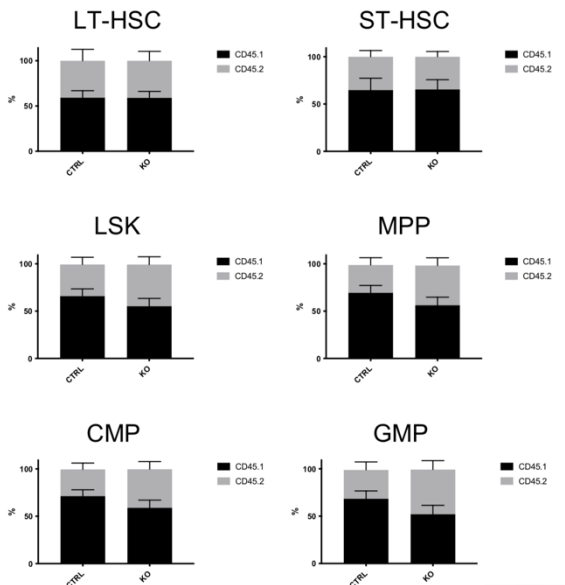 LT-HSC
100
50
0
%
CTRL
KO
CD45.1
CD45.2
ST-HSC
100
50
0
%
CTRL
KO
CD45.1
CD45.2
LSK
100
50
0
%
CTRL
KO
CD45.1
CD45.2
MPP
100
50
0
%
CTRL
KO
CD45.1
CD45.2
CMP
100
50
0
%
CTRL
KO
CD45.1
CD45.2
GMP
100
50
0
%
CTRL
KO
CD45.1
CD45.2